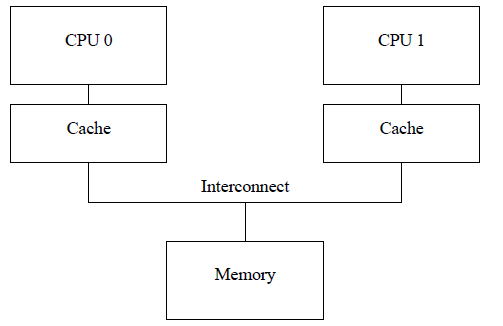 CPU 0
CPU 1
Cache
Cache
Interconnect
Memory